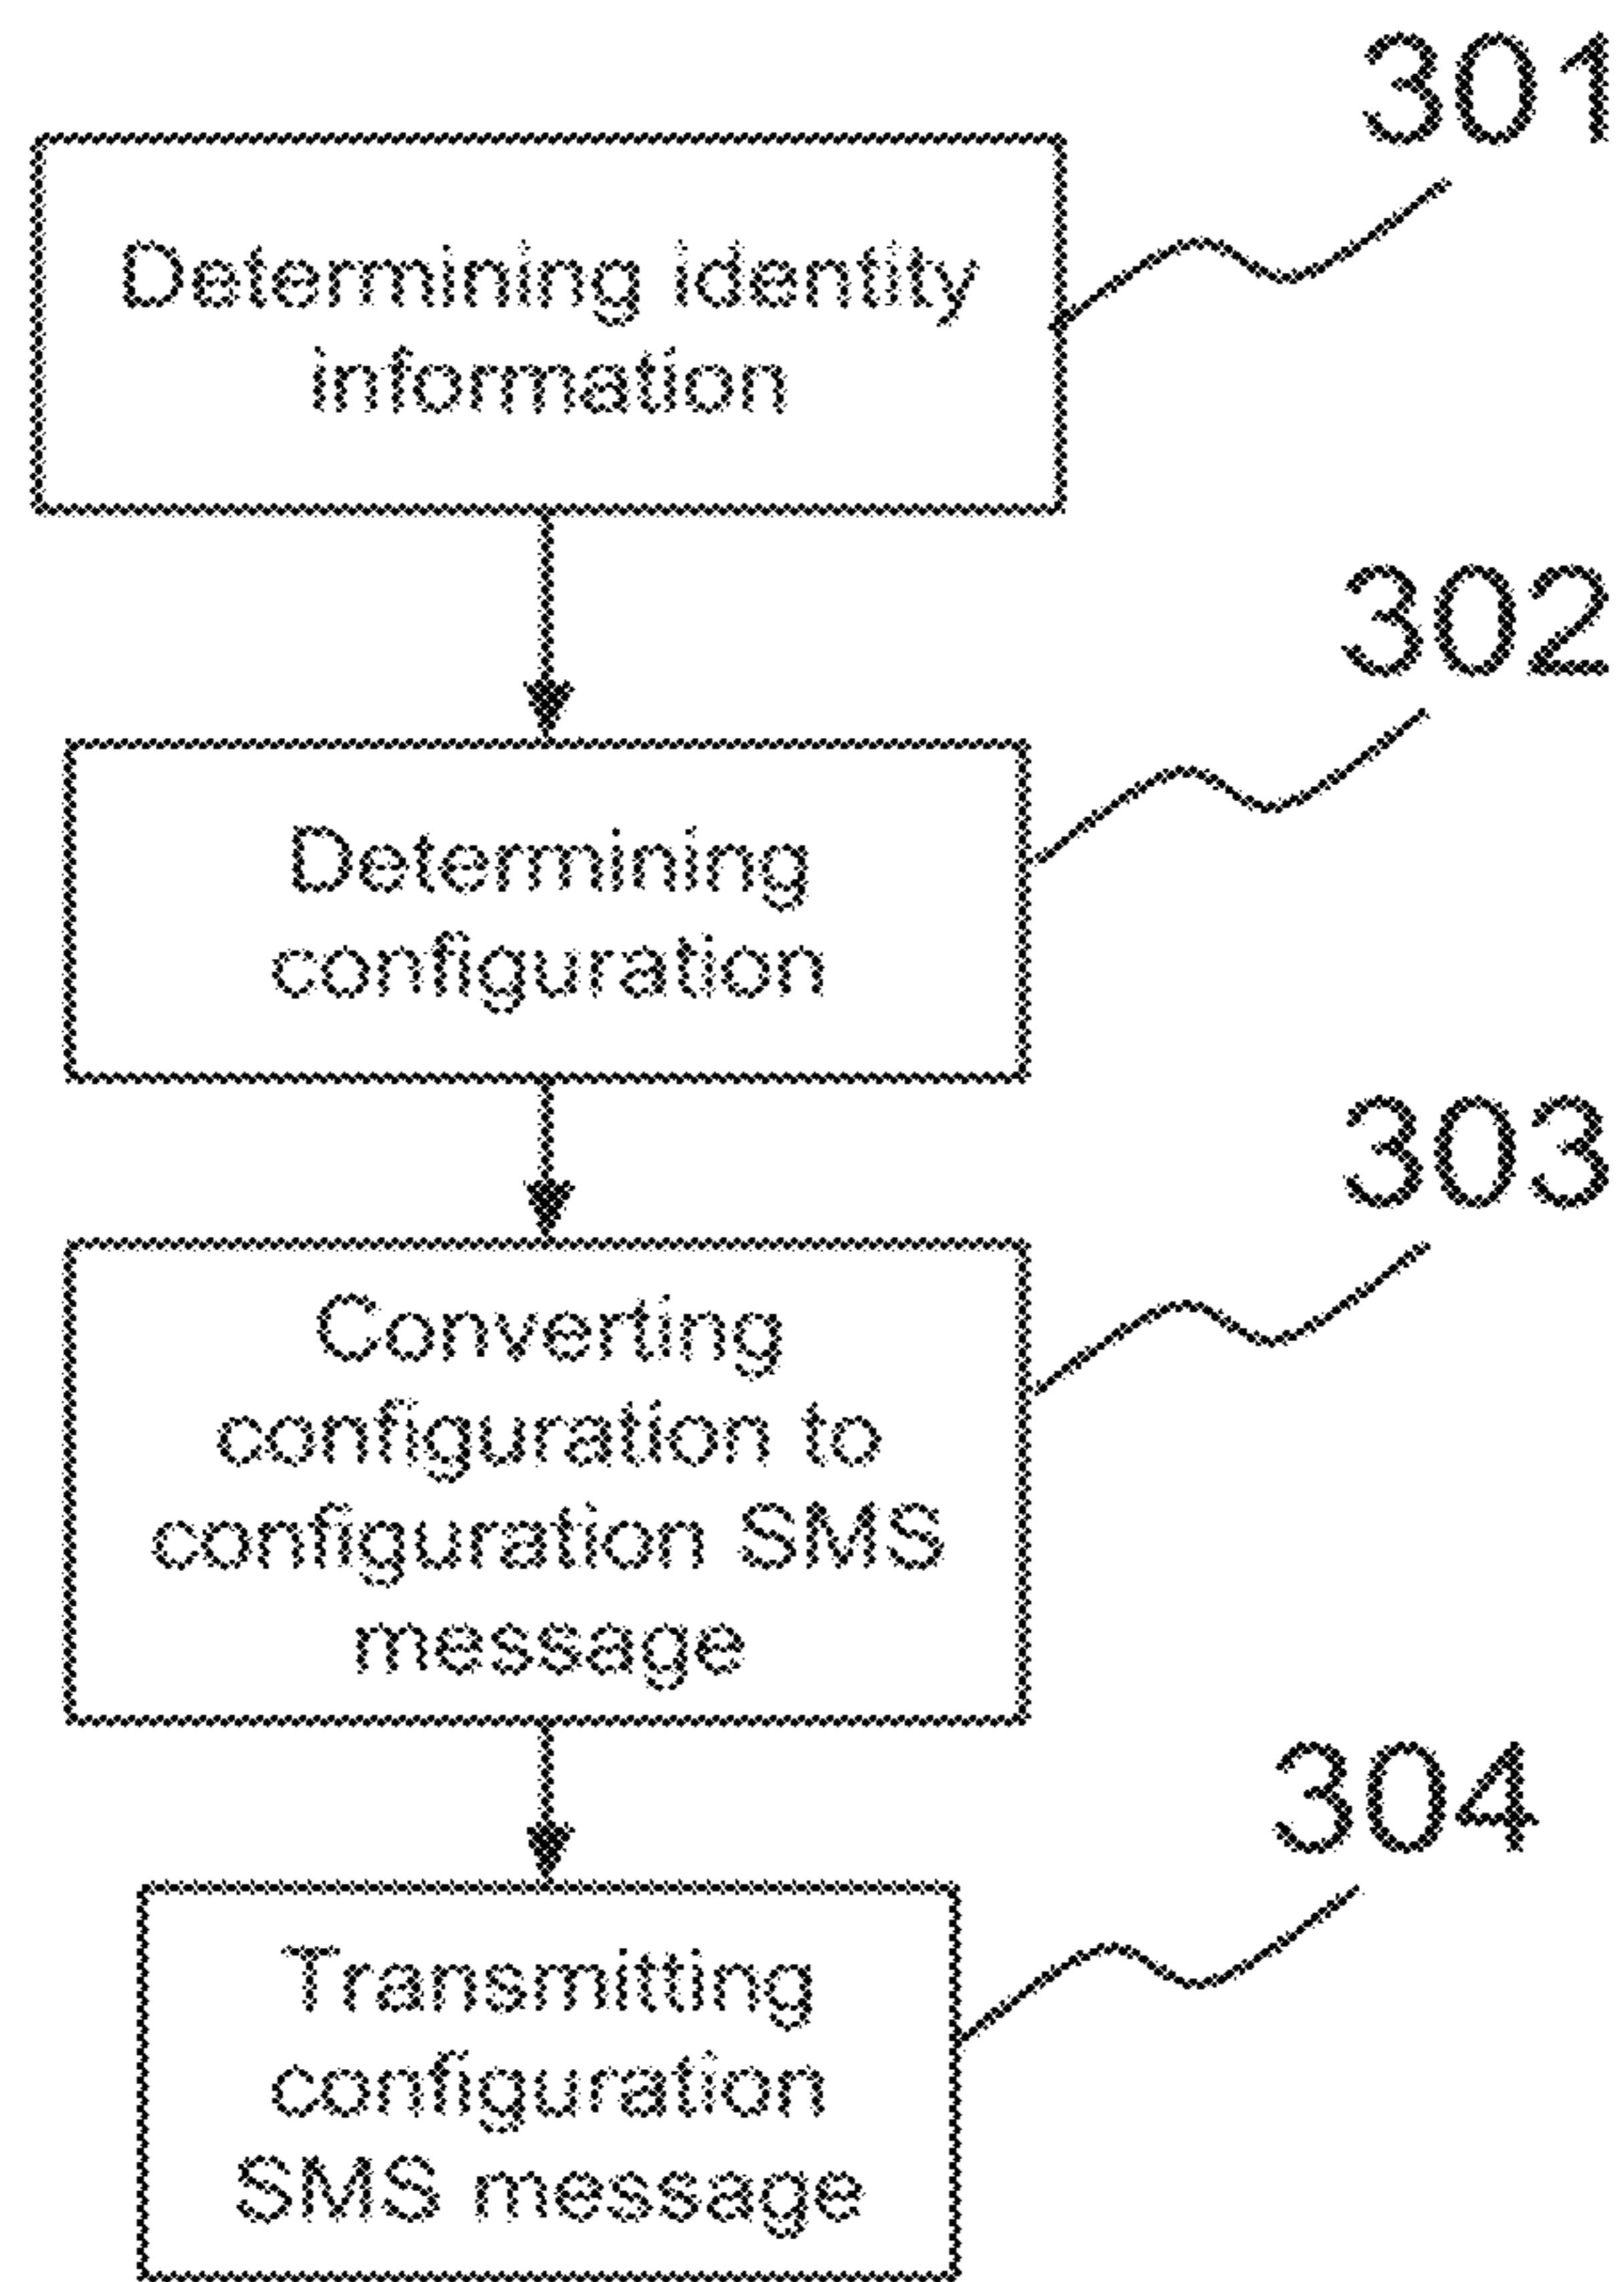 301
Determining identity
information
302
Determining
configuration
303
Converting
configuration to
configuration SMS
message
304
Transmitting
configuration
SMS message